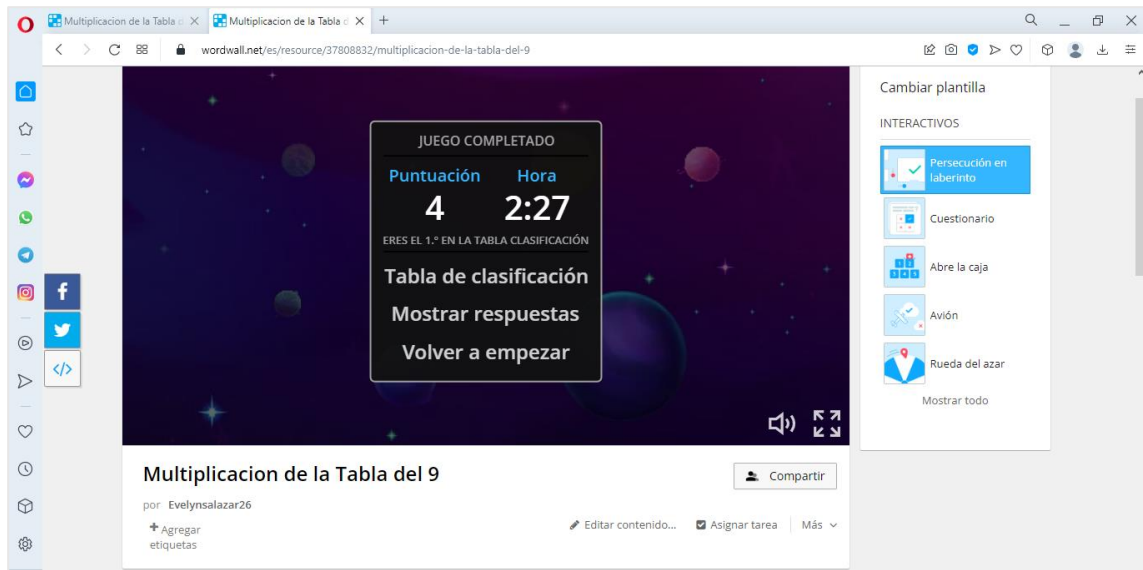 Multiplicacion de la Tabla d
Multiplicacion de la Tabla d
wordwall.net/es/resource/37808832/multiplicacion-de-la-tabla-del-9
JUEGO COMPLETADO
Puntuación Hora
4 2:27
ERES EL 1.º EN LA TABLA CLASIFICACIÓN
Tabla de clasificación
Mostrar respuestas
Volver a empezar
Cambiar plantilla
INTERACTIVOS
Persecución en
laberinto
Cuestionario
Abre la caja
Avión
Rueda del azar
Mostrar todo
Multiplicacion de la Tabla del 9
Compartir
por Evelynsalazar26
+ Agregar
etiquetas
Editar contenido...
Asignar tarea
Más